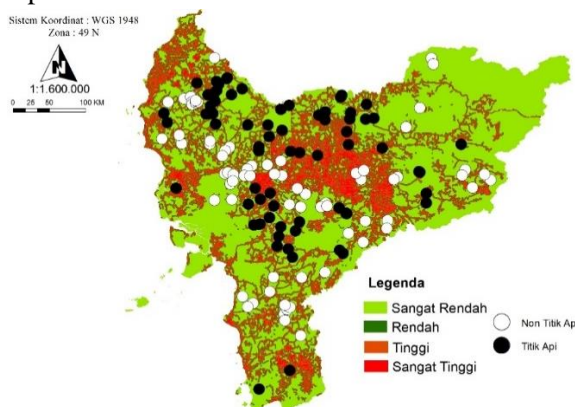 Sistem Koordinat : WGS 1948
Zona : 49 N
N
1:1.600.000
0 25 50 100 KM
Legenda
Sangat Rendah
Rendah
Tinggi
Sangat Tinggi
Non Titik Ap
Titik Api